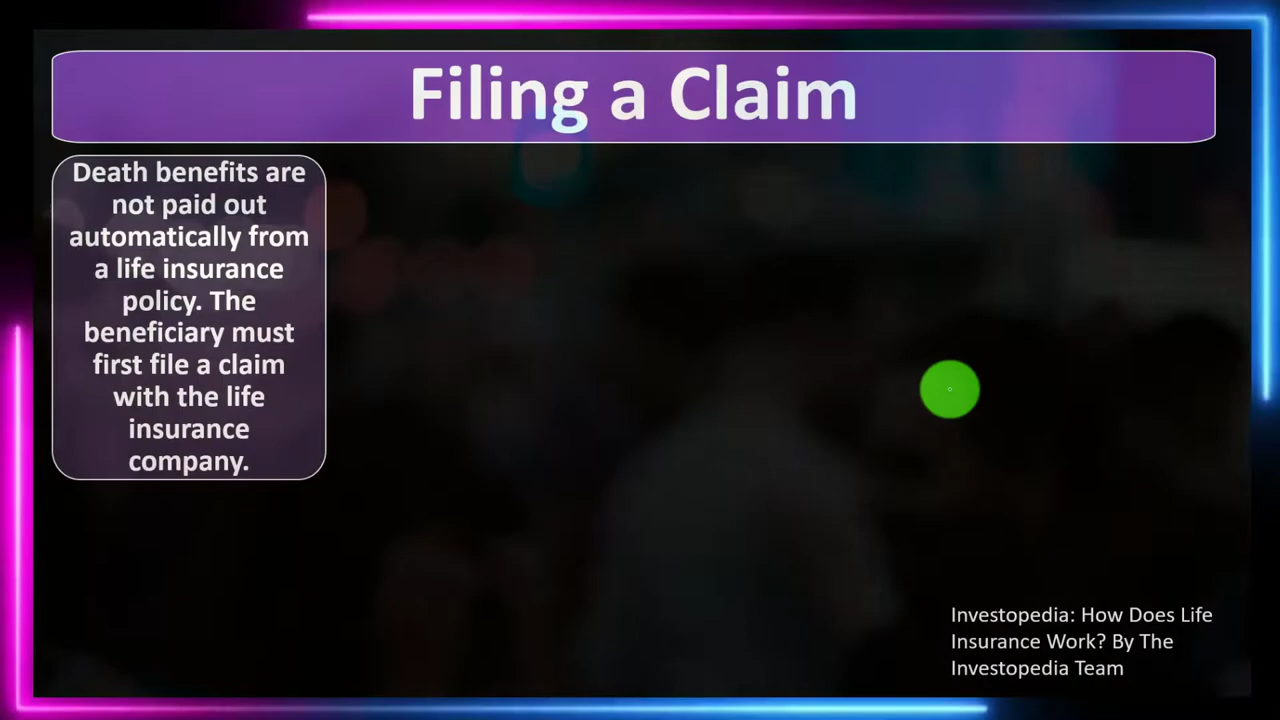 Filing a Claim
Death benefits are
not paid out
automatically from
a life insurance
policy. The
beneficiary must
first file a claim
with the life
insurance
company.
Investopedia: How Does Life
Insurance Work? By The
Investopedia Team